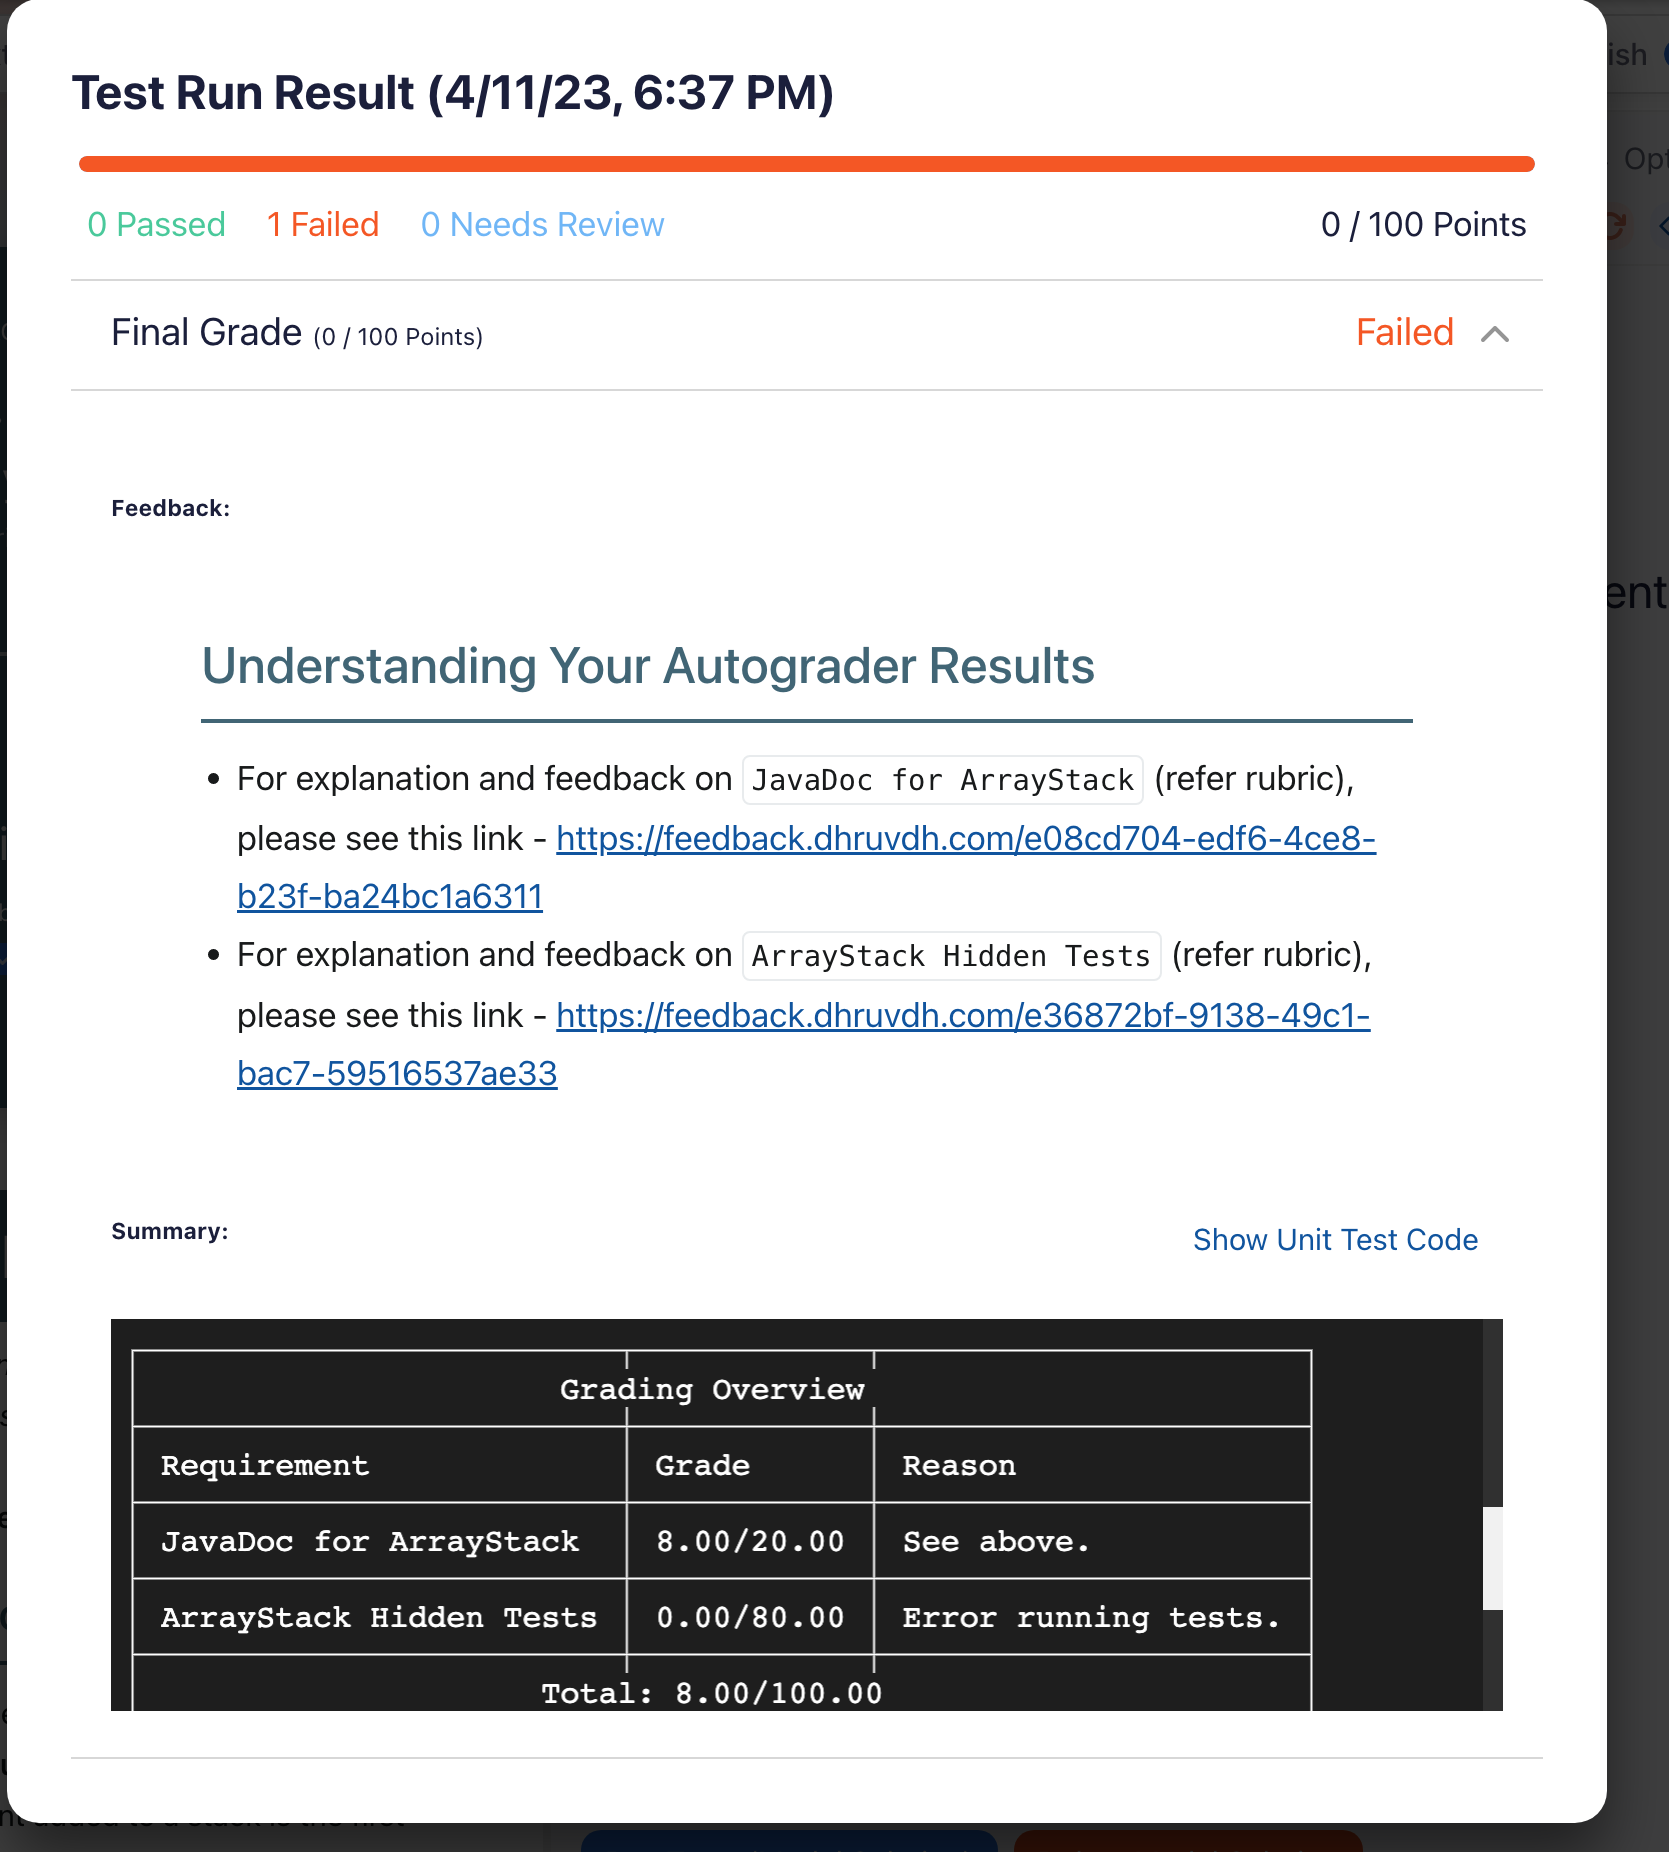 Test Run Result (4/11/23, 6:37 PM)
0 Passed 1 Failed 0 Needs Review 0 / 100 Points
Final Grade (0 / 100 Points) Failed
Feedback:
Understanding Your Autograder Results
• For explanation and feedback on JavaDoc for ArrayStack (refer rubric),
please see this link - https://feedback.dhruvdh.com/e08cd704-edf6-4ce8-
b23f-ba24bc1a6311
• For explanation and feedback on ArrayStack Hidden Tests (refer rubric),
please see this link - https://feedback.dhruvdh.com/e36872bf-9138-49c1-
bac7-59516537ae33
Summary: Show Unit Test Code
Grading Overview
Requirement Grade Reason
JavaDoc for ArrayStack 8.00/20.00 See above.
ArrayStack Hidden Tests 0.00/80.00 Error running tests.
Total: 8.00/100.00